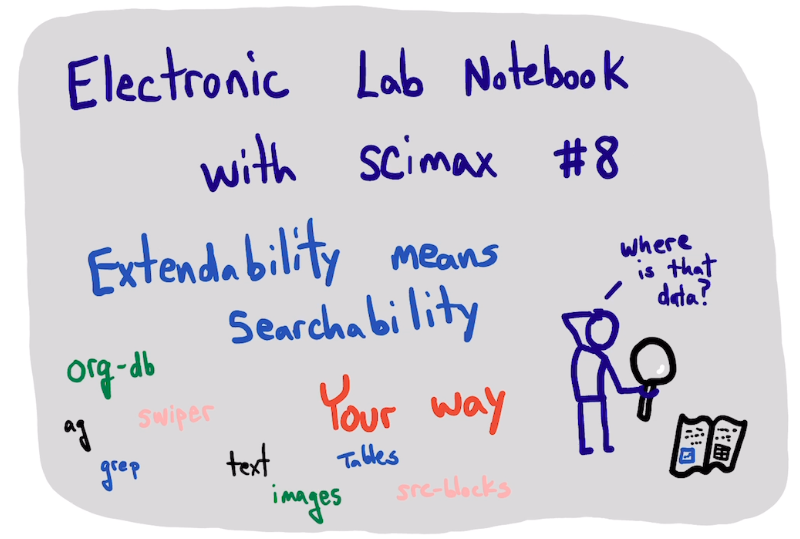 Electronic Lab Notebook
with scimax #8
Extendability means
Searchability
where
is that
data?
org-db
Your way
ag
swiper
grep
text
Tables
images
src-blocks